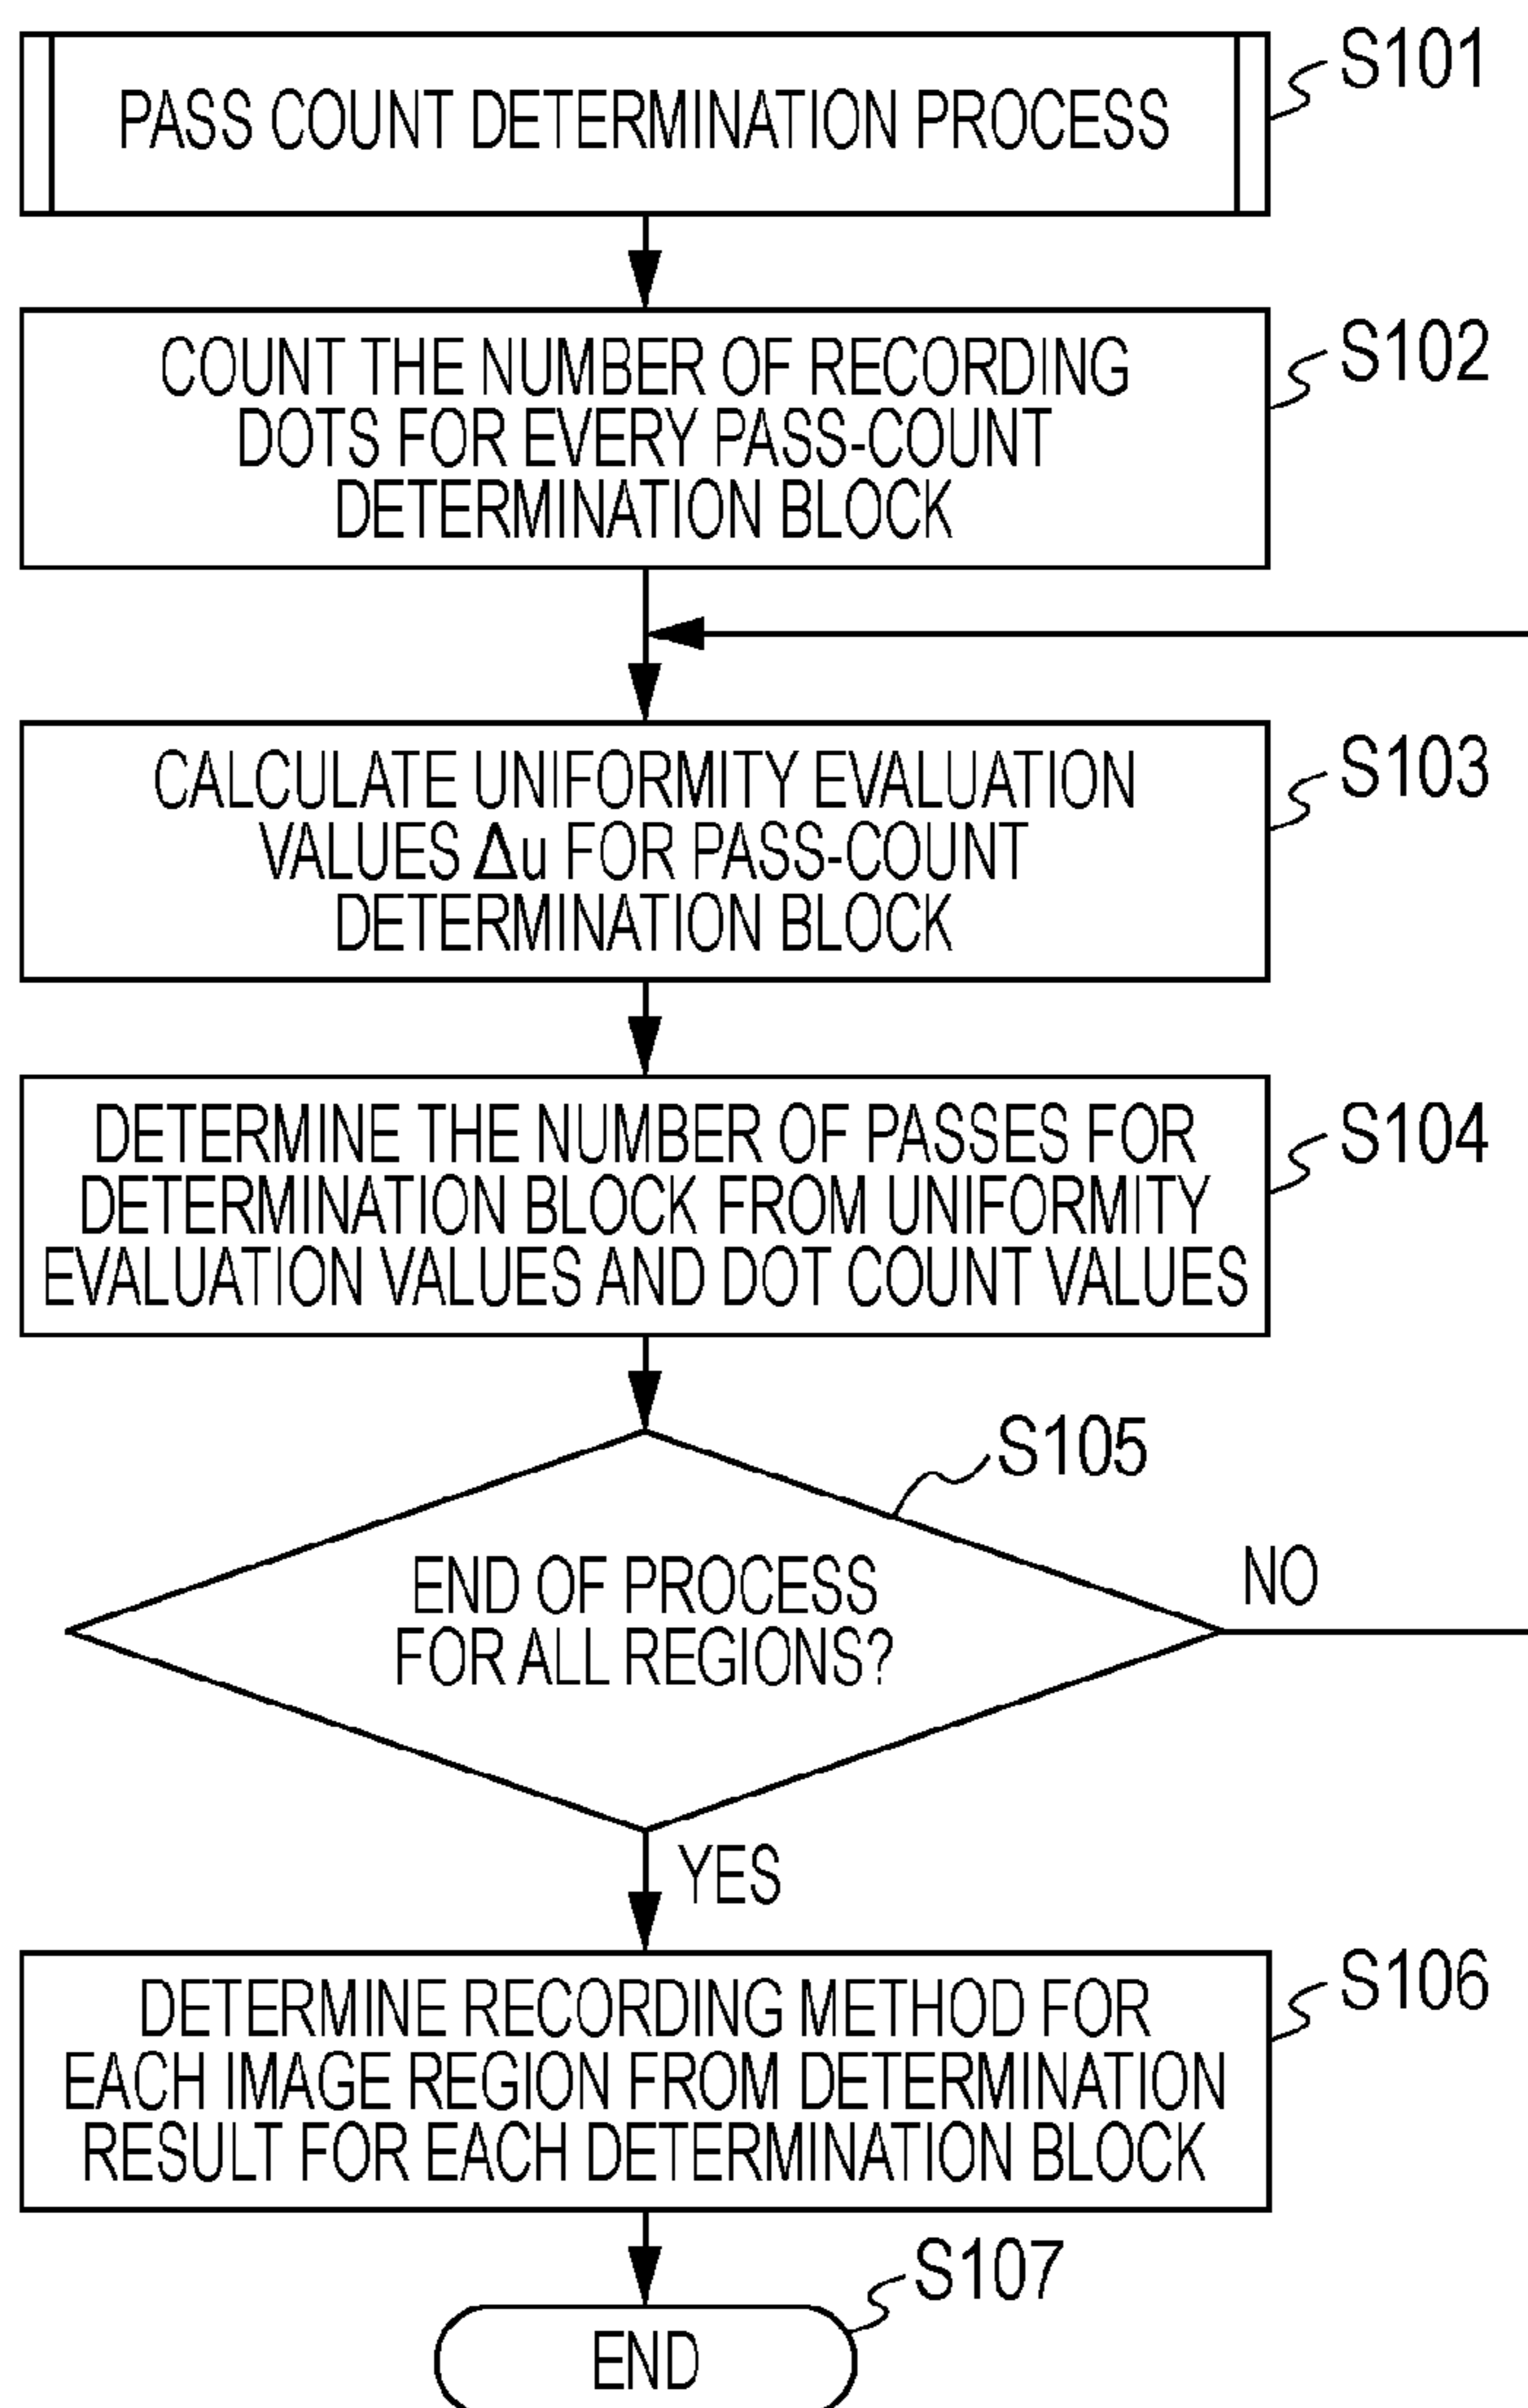 PASS COUNT DETERMINATION PROCESS
S101
COUNT THE NUMBER OF RECORDING
DOTS FOR EVERY PASS-COUNT
DETERMINATION BLOCK
S102
CALCULATE UNIFORMITY EVALUATION
VALUES Δu FOR PASS-COUNT
DETERMINATION BLOCK
S103
DETERMINE THE NUMBER OF PASSES FOR
DETERMINATION BLOCK FROM UNIFORMITY
EVALUATION VALUES AND DOT COUNT VALUES
S104
S105
END OF PROCESS
FOR ALL REGIONS?
NO
YES
DETERMINE RECORDING METHOD FOR
EACH IMAGE REGION FROM DETERMINATION
RESULT FOR EACH DETERMINATION BLOCK
S106
S107
END